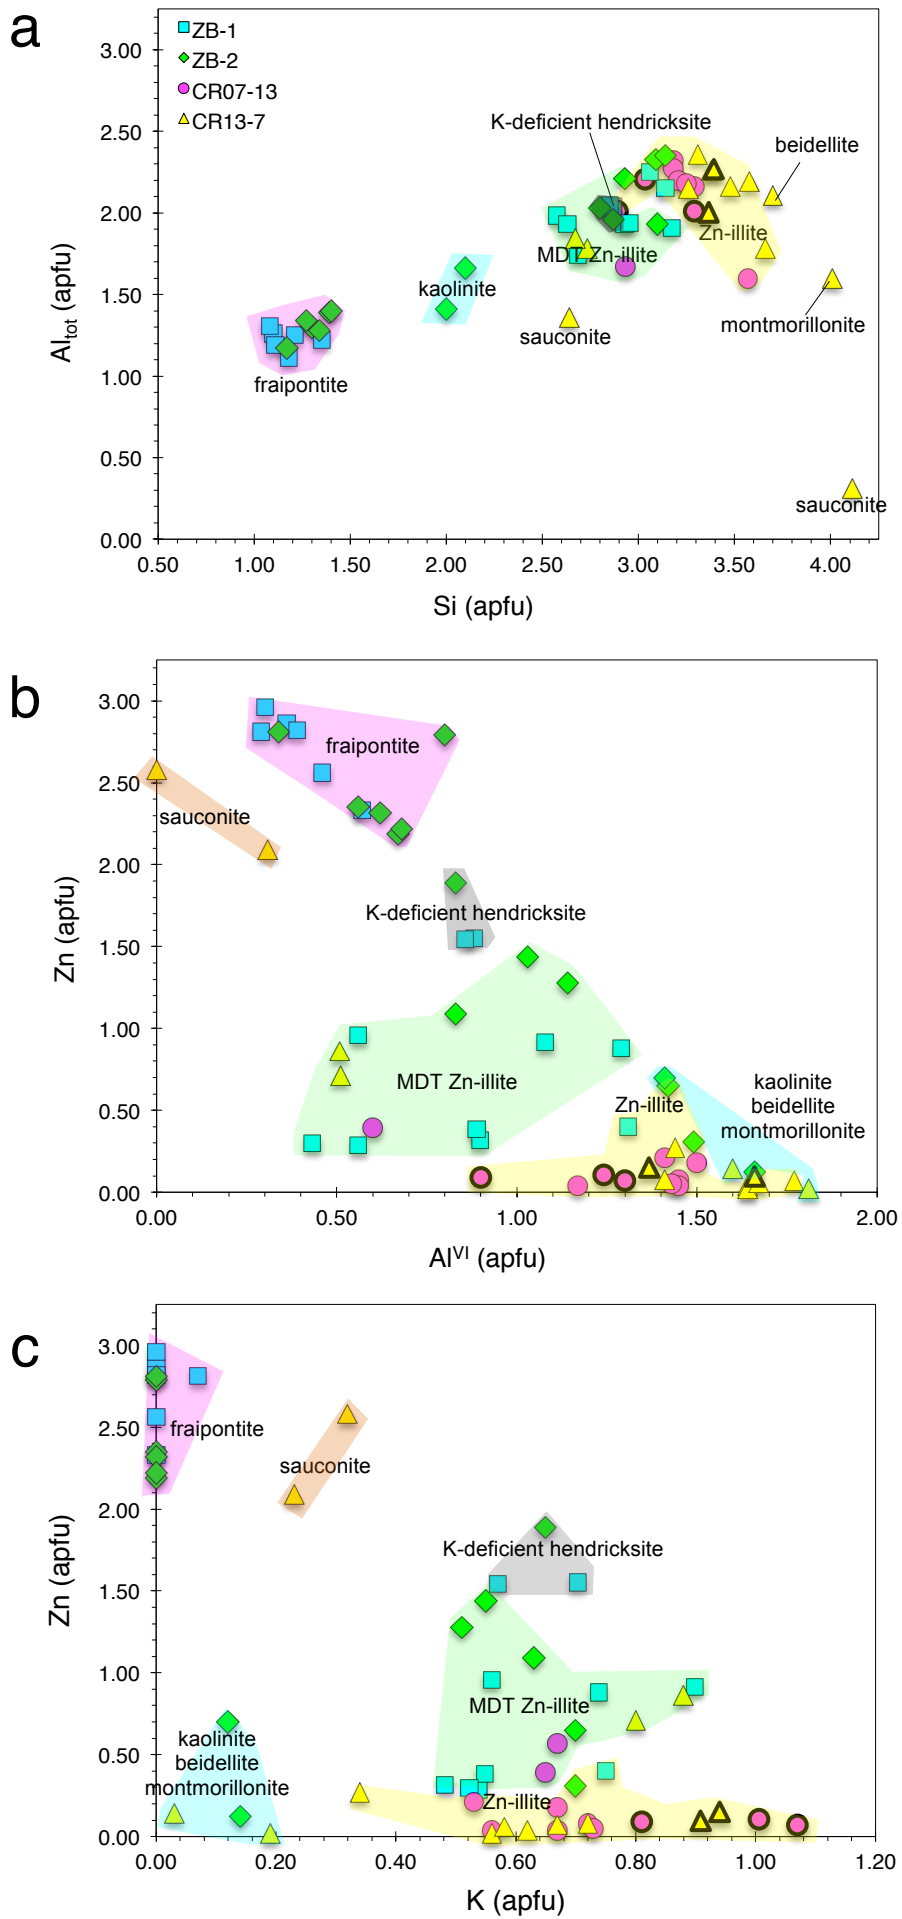 a
ZB-1
ZB-2
CR07-13
CR13-7
3.00
2.50
2.00
1.50
1.00
0.50
0.00
Al_tot (apfu)
K-deficient hendricksite
beidellite
Zn-illite
MDT Zn-illite
kaolinite
montmorillonite
sauconite
fraipontite
sauconite
0.50 1.00 1.50 2.00 2.50 3.00 3.50 4.00
Si (apfu)
b
3.00
2.50
2.00
1.50
1.00
0.50
0.00
Zn (apfu)
fraipontite
sauconite
K-deficient hendricksite
MDT Zn-illite
Zn-illite
kaolinite
beidellite
montmorillonite
0.00 0.50 1.00 1.50 2.00
Al^VI (apfu)
c
3.00
2.50
2.00
1.50
1.00
0.50
0.00
Zn (apfu)
fraipontite
sauconite
K-deficient hendricksite
MDT Zn-illite
kaolinite
beidellite
montmorillonite
Zn-illite
0.00 0.20 0.40 0.60 0.80 1.00 1.20
K (apfu)